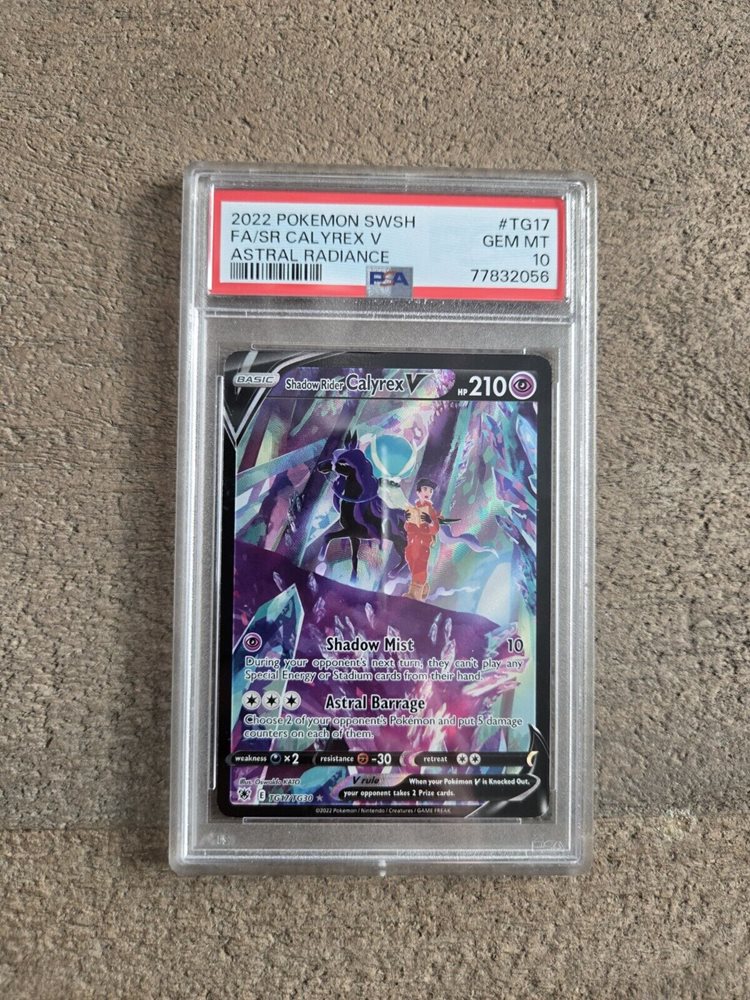 2022 POKEMON SWSH #TG17
FA/SR CALYREX V GEM MT
ASTRAL RADIANCE 10
PSA 77832056
BASIC Shadow Rider Calyrex V HP 210
Shadow Mist 10
During your opponent's next turn, they can't play any
Special Energy or Stadium cards from their hand.
Astral Barrage
Choose 2 of your opponent's Pokémon and put 5 damage
counters on each of them.
weakness ×2 resistance -30 retreat
Illus. Oswaldo KATO V rule When your Pokémon V is Knocked Out,
E TG17/TG30 your opponent takes 2 Prize cards.
©2022 Pokémon / Nintendo / Creatures / GAME FREAK